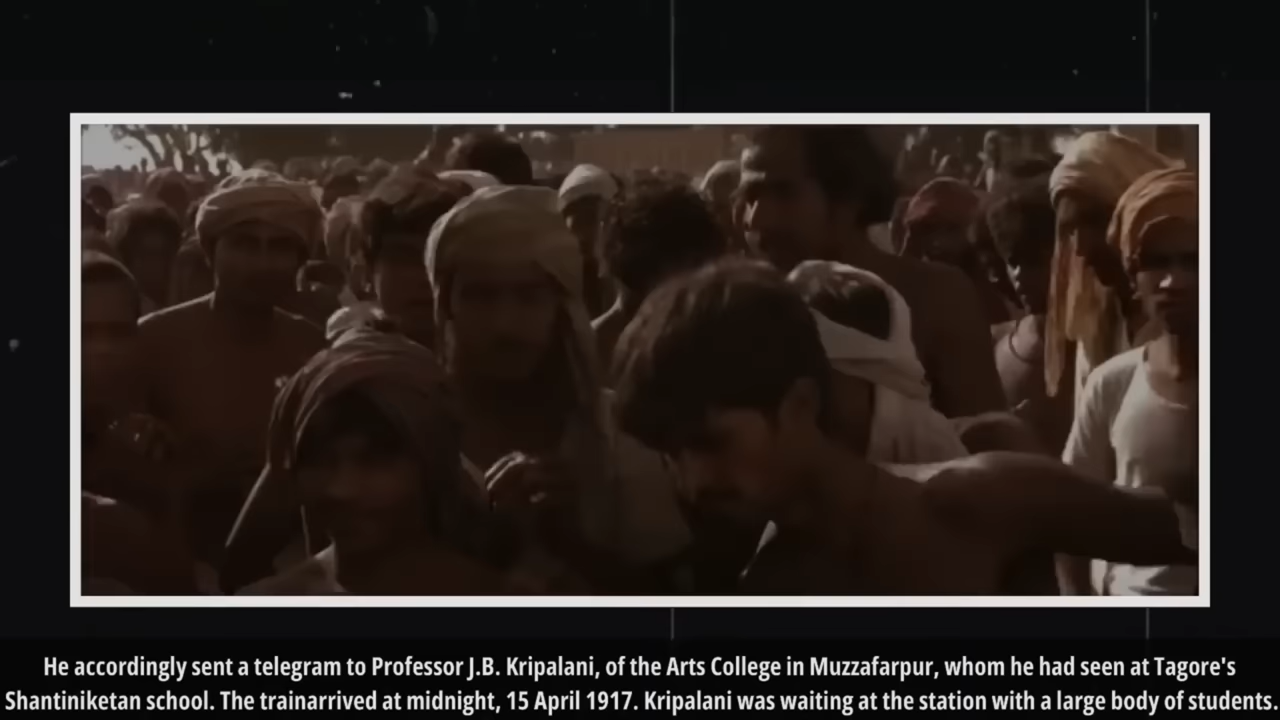 He accordingly sent a telegram to Professor J.B. Kripalani, of the Arts College in Muzzafarpur, whom he had seen at Tagore's
Shantiniketan school. The trainarrived at midnight, 15 April 1917. Kripalani was waiting at the station with a large body of students.